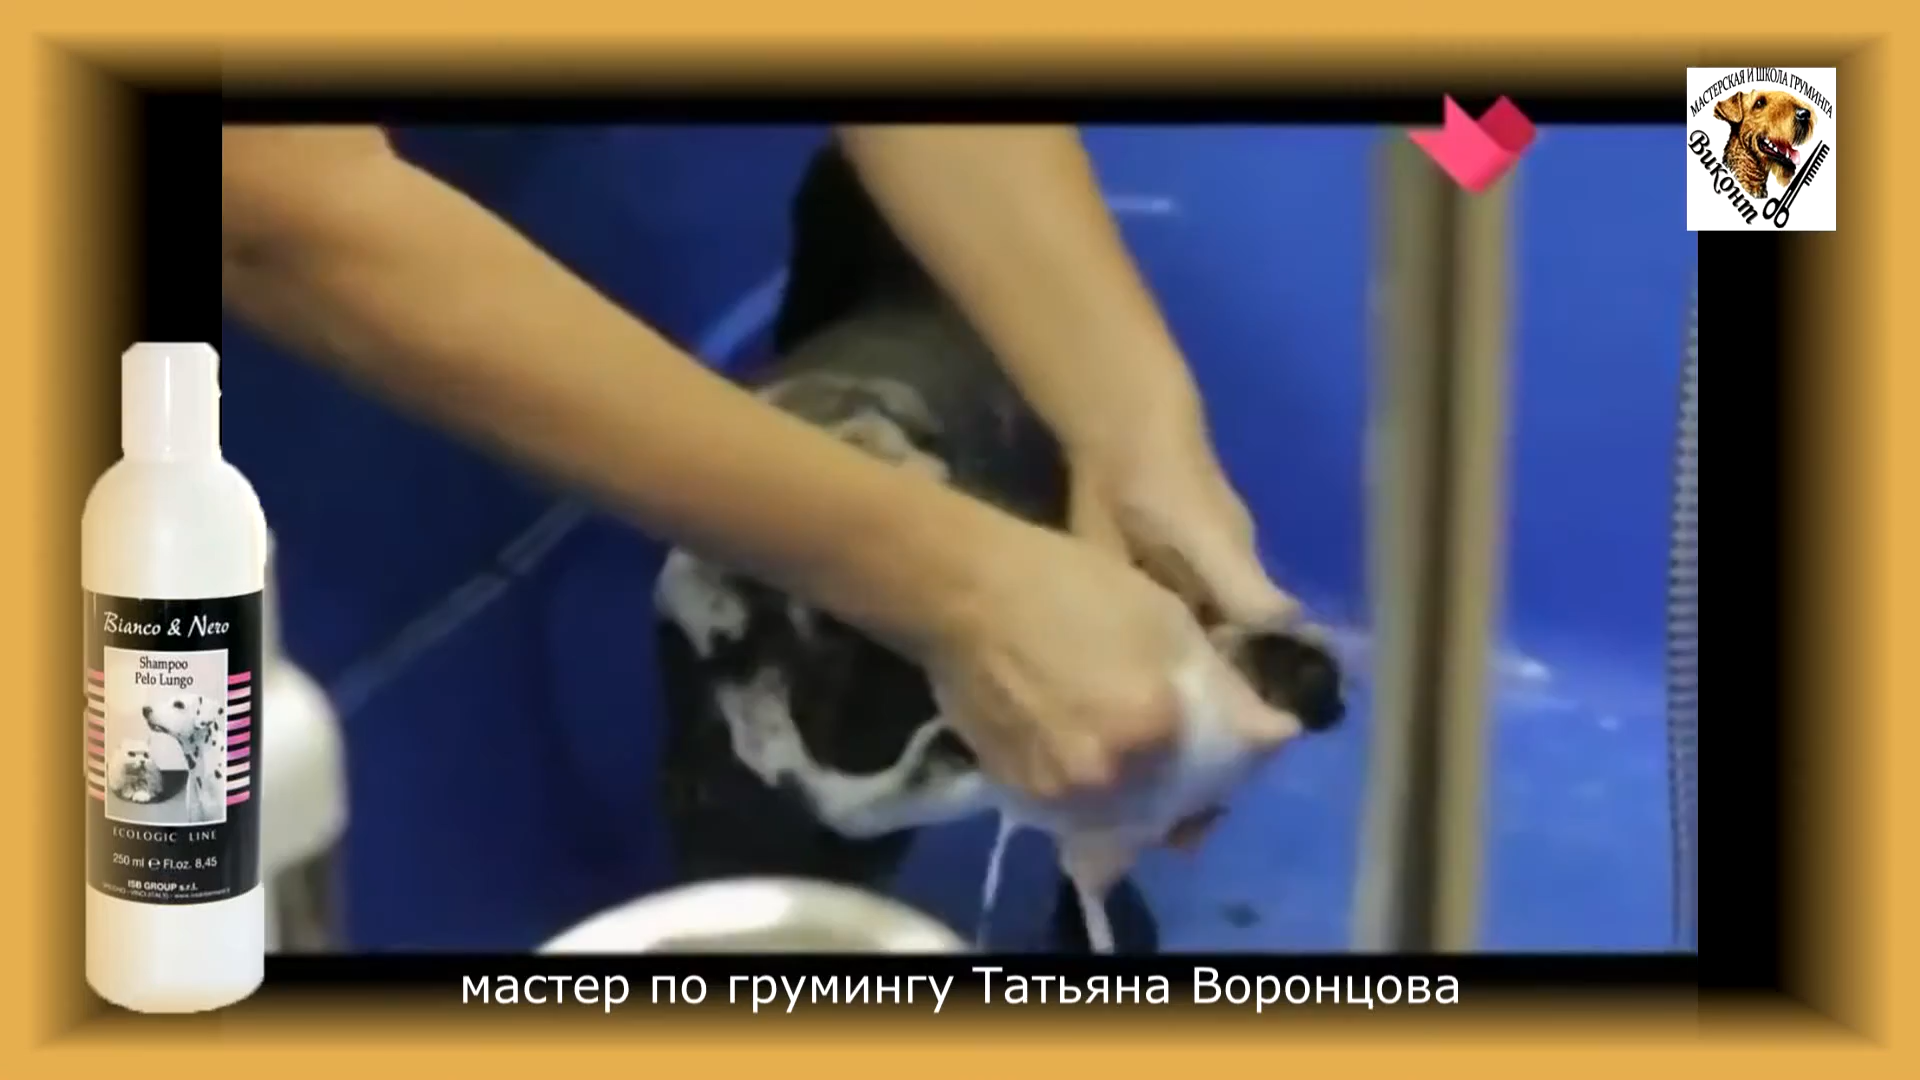 МАСТЕРСКАЯ И ШКОЛА ГРУМИНГА
Виконт
Bianco & Nero
Shampoo
Pelo Lungo
ECOLOGIC LINE
250 ml ℮ Fl.oz. 8,45
ISB GROUP s.r.l.
мастер по грумингу Татьяна Воронцова